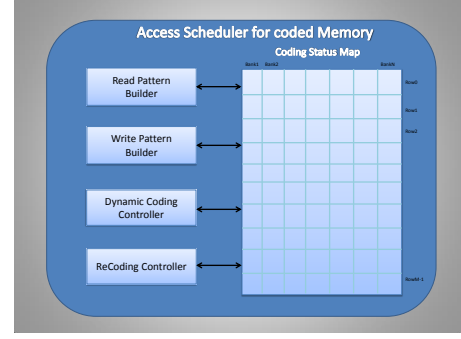 Access Scheduler for coded Memory
Coding Status Map
Bank1 Bank2 BankN
Read Pattern
Builder
Row0
Row1
Write Pattern
Builder
Row2
Dynamic Coding
Controller
ReCoding Controller
RowM-1